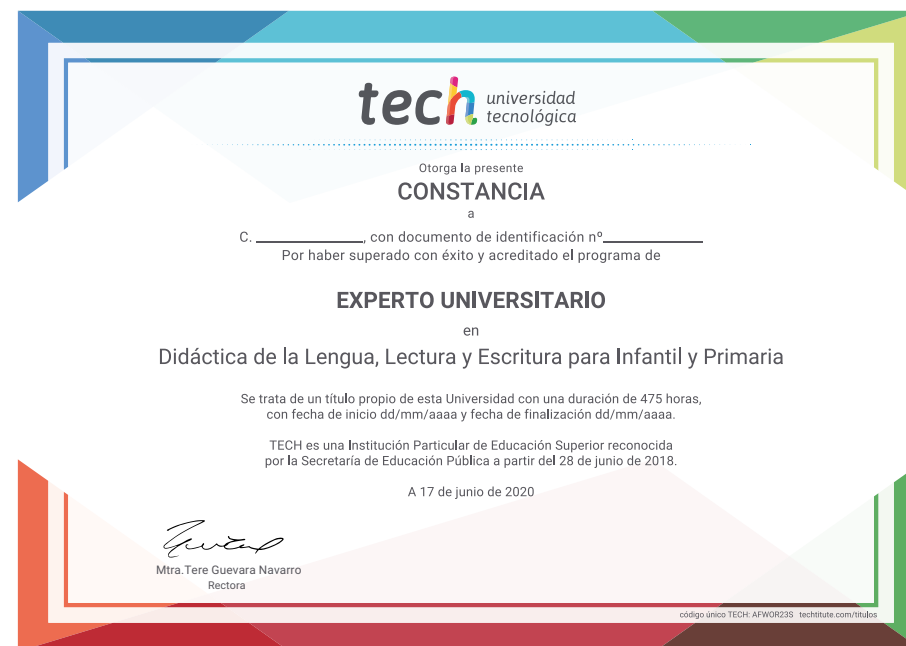 tech universidad
tecnológica
Otorga la presente
CONSTANCIA
a
C. ____________, con documento de identificación nº____________
Por haber superado con éxito y acreditado el programa de
EXPERTO UNIVERSITARIO
en
Didáctica de la Lengua, Lectura y Escritura para Infantil y Primaria
Se trata de un título propio de esta Universidad con una duración de 475 horas,
con fecha de inicio dd/mm/aaaa y fecha de finalización dd/mm/aaaa.
TECH es una Institución Particular de Educación Superior reconocida
por la Secretaría de Educación Pública a partir del 28 de junio de 2018.
A 17 de junio de 2020
Mtra.Tere Guevara Navarro
Rectora
código único TECH: AFWOR23S techtitute.com/titulos